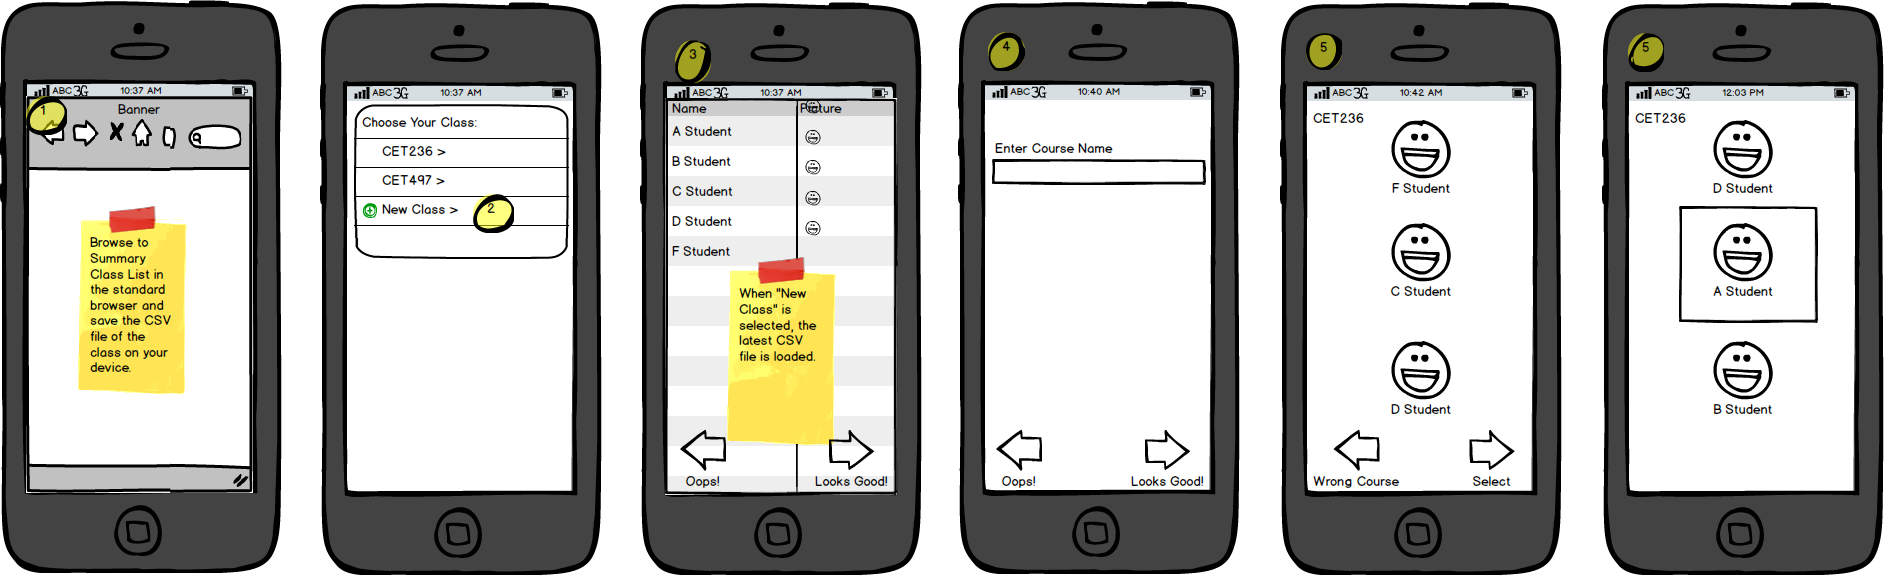 ABC 3G 10:37 AM
1
Banner
Browse to
Summary
Class List in
the standard
browser and
save the CSV
file of the
class on your
device.
ABC 3G 10:37 AM
Choose Your Class:
CET236 >
CET497 >
New Class >
2
3
ABC 3G 10:37 AM
Name Picture
A Student
B Student
C Student
D Student
F Student
When "New
Class" is
selected, the
latest CSV
file is loaded.
Oops! Looks Good!
4
ABC 3G 10:40 AM
Enter Course Name
Oops! Looks Good!
5
ABC 3G 10:42 AM
CET236
F Student
C Student
D Student
Wrong Course Select
5
ABC 3G 12:03 PM
CET236
D Student
A Student
B Student